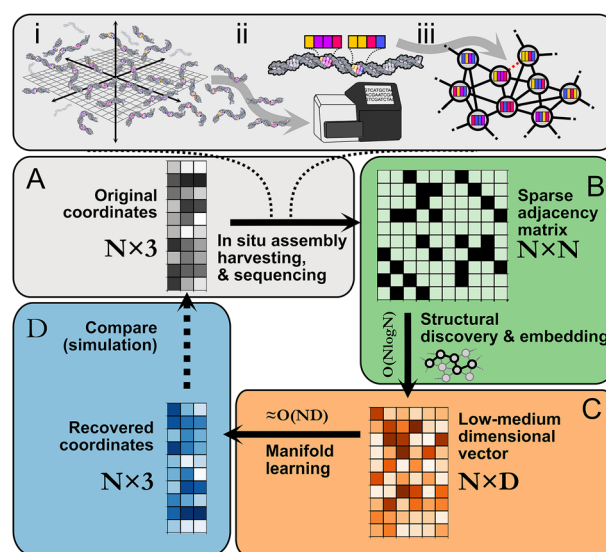 i
ii
iii
GTCATGCTA
ACGAATCGA
GTCGATCTA
A
Original
coordinates
N×3
In situ assembly
harvesting,
& sequencing
B
Sparse
adjacency
matrix
N×N
O(NlogN)
Structural
discovery & embedding
D
Compare
(simulation)
Recovered
coordinates
N×3
≈O(ND)
Manifold
learning
C
Low-medium
dimensional
vector
N×D